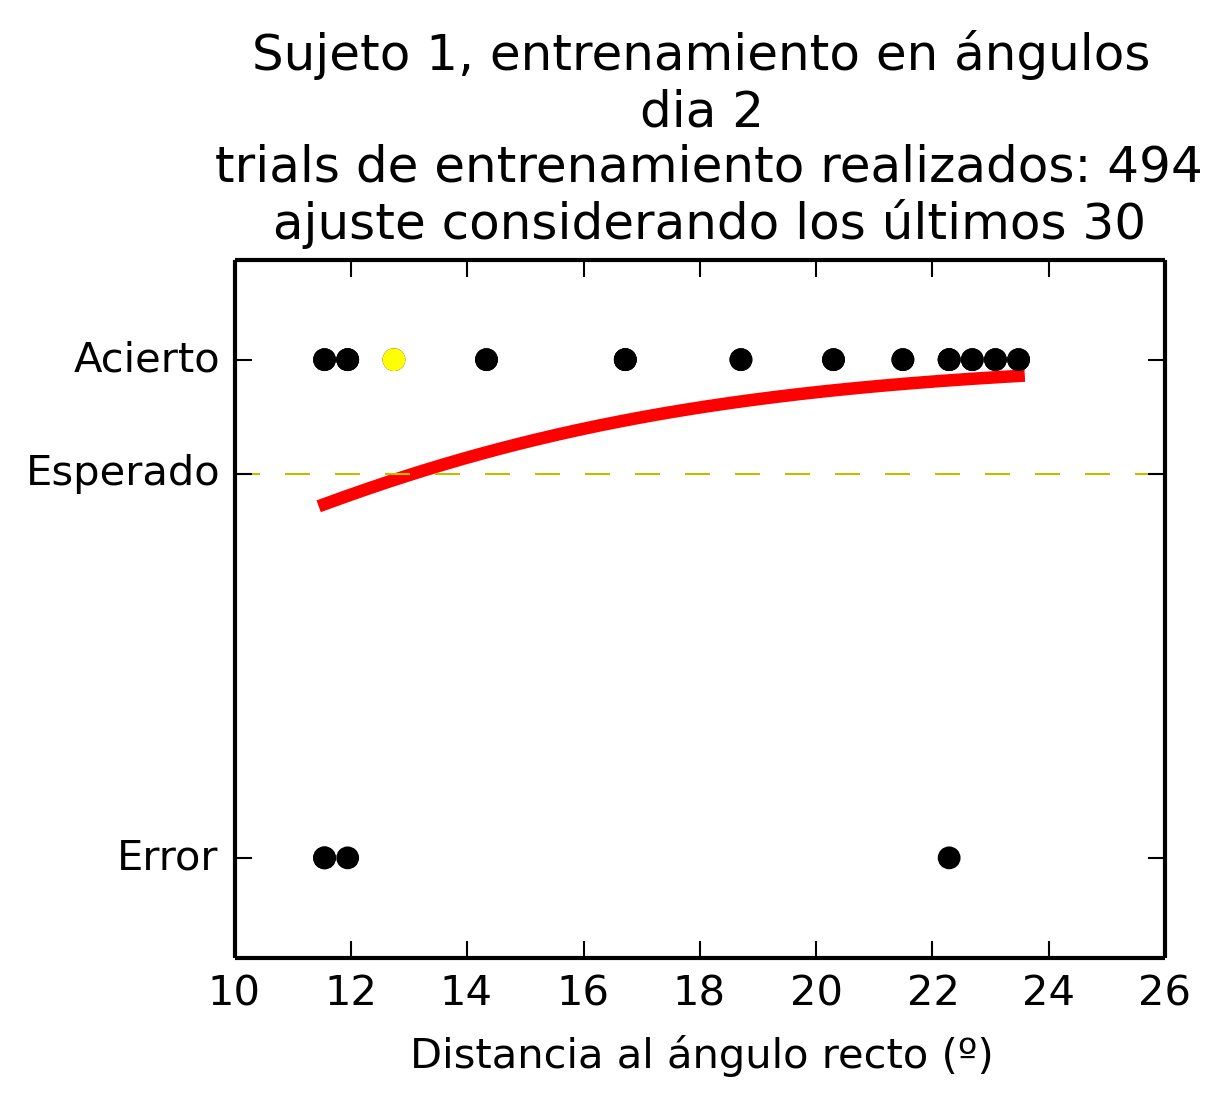 Sujeto 1, entrenamiento en ángulos
dia 2
trials de entrenamiento realizados: 494
ajuste considerando los últimos 30
Acierto
Esperado
Error
10 12 14 16 18 20 22 24 26
Distancia al ángulo recto (º)